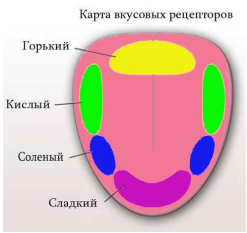 Карта вкусовых рецепторов
Горький
Кислый
Соленый
Сладкий